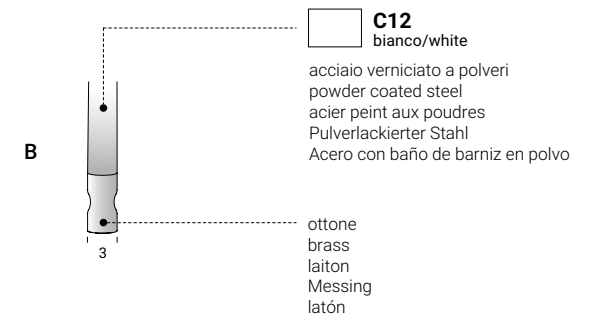 C12
bianco/white
acciaio verniciato a polveri
powder coated steel
acier peint aux poudres
Pulverlackierter Stahl
Acero con baño de barniz en polvo
B
ottone
brass
laiton
Messing
latón
3